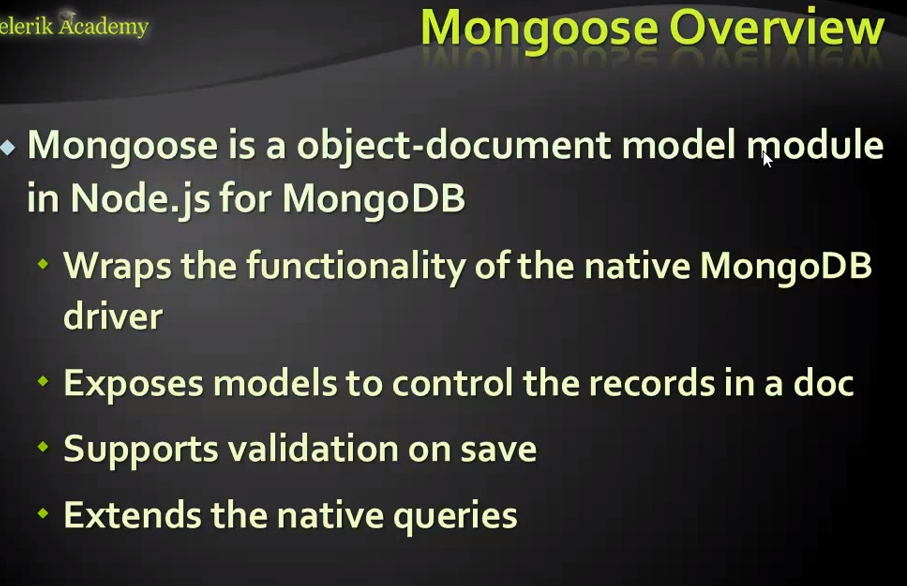 elerik Academy
Mongoose Overview
Mongoose is a object-document model module
in Node.js for MongoDB
Wraps the functionality of the native MongoDB
driver
Exposes models to control the records in a doc
Supports validation on save
Extends the native queries